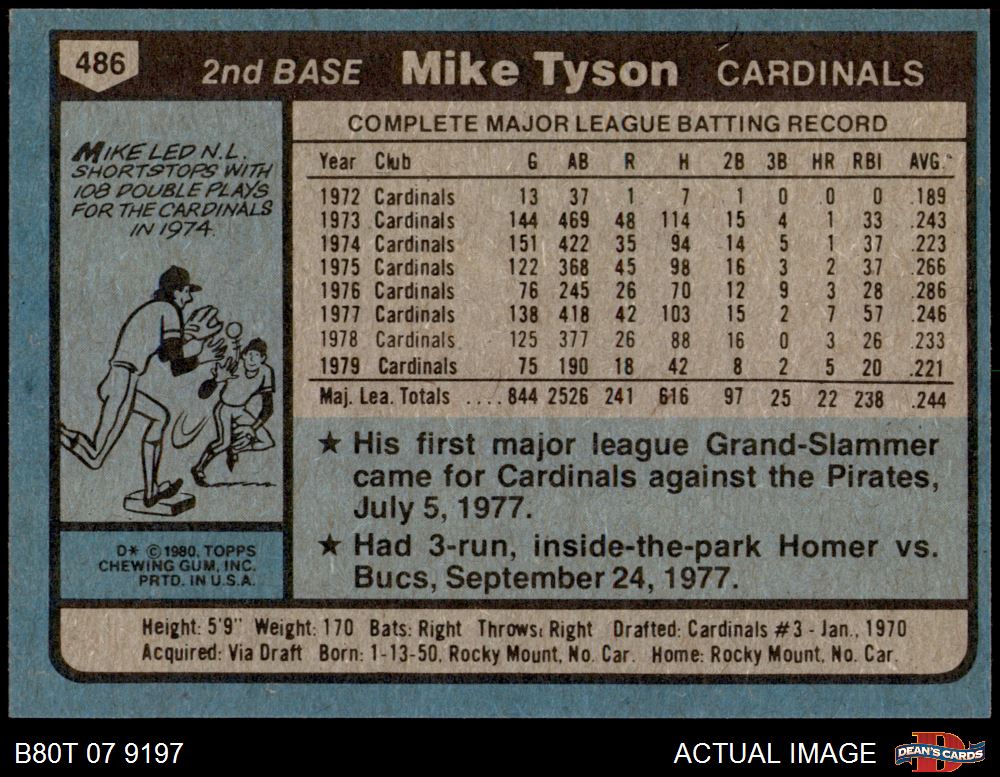 486 2nd BASE Mike Tyson CARDINALS
MIKE LED N.L.
SHORTSTOPS WITH
108 DOUBLE PLAYS
FOR THE CARDINALS
IN 1974.
COMPLETE MAJOR LEAGUE BATTING RECORD
Year Club G AB R H 2B 3B HR RBI AVG.
1972 Cardinals 13 37 1 7 1 0 0 0 .189
1973 Cardinals 144 469 48 114 15 4 1 33 .243
1974 Cardinals 151 422 35 94 14 5 1 37 .223
1975 Cardinals 122 368 45 98 16 3 2 37 .266
1976 Cardinals 76 245 26 70 12 9 3 28 .286
1977 Cardinals 138 418 42 103 15 2 7 57 .246
1978 Cardinals 125 377 26 88 16 0 3 26 .233
1979 Cardinals 75 190 18 42 8 2 5 20 .221
Maj. Lea. Totals .... 844 2526 241 616 97 25 22 238 .244
★ His first major league Grand-Slammer
came for Cardinals against the Pirates,
July 5, 1977.
★ Had 3-run, inside-the-park Homer vs.
Bucs, September 24, 1977.
D* © 1980, TOPPS
CHEWING GUM, INC.
PRTD. IN U.S.A.
Height: 5'9" Weight: 170 Bats: Right Throws: Right Drafted: Cardinals #3 - Jan., 1970
Acquired: Via Draft Born: 1-13-50, Rocky Mount, No. Car. Home: Rocky Mount, No. Car.
B80T 07 9197 ACTUAL IMAGE DEAN'S CARDS